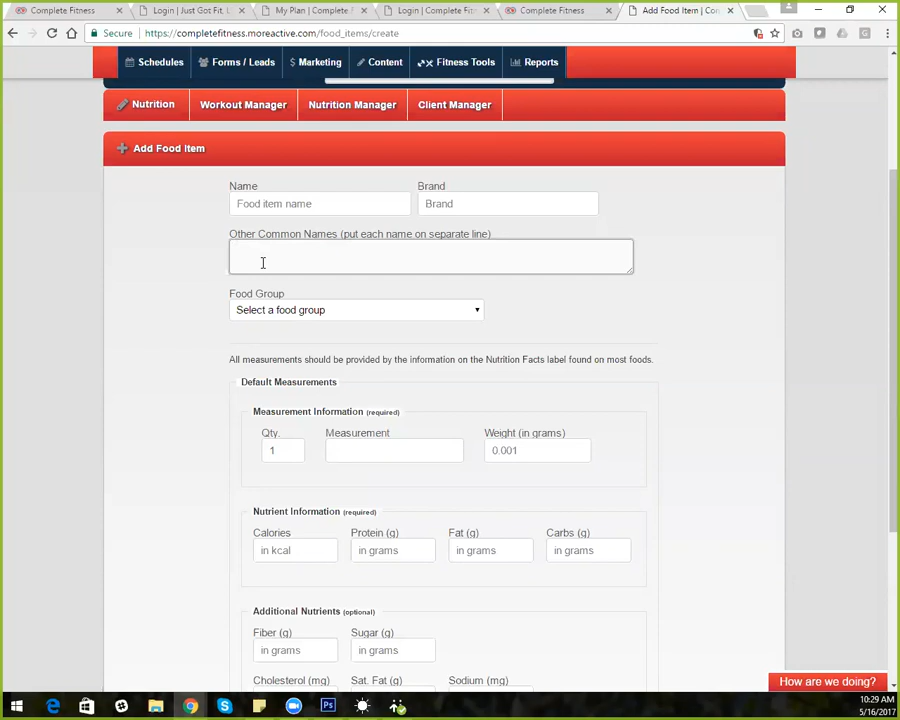 Complete Fitness
Login | Just Got Fit, L
My Plan | Complete
Login | Complete Fitn
Complete Fitness
Add Food Item | Co
Secure | https://completefitness.moreactive.com/food_items/create
Schedules
Forms / Leads
$ Marketing
Content
Fitness Tools
Reports
Nutrition
Workout Manager
Nutrition Manager
Client Manager
Add Food Item
Name
Brand
Food item name
Brand
Other Common Names (put each name on separate line)
Food Group
Select a food group
All measurements should be provided by the information on the Nutrition Facts label found on most foods.
Default Measurements
Measurement Information (required)
Qty.
Measurement
Weight (in grams)
1
0.001
Nutrient Information (required)
Calories
Protein (g)
Fat (g)
Carbs (g)
in kcal
in grams
in grams
in grams
Additional Nutrients (optional)
Fiber (g)
Sugar (g)
in grams
in grams
Cholesterol (mg)
Sat. Fat (g)
Sodium (mg)
How are we doing?
Ps
10:29 AM
5/16/2017